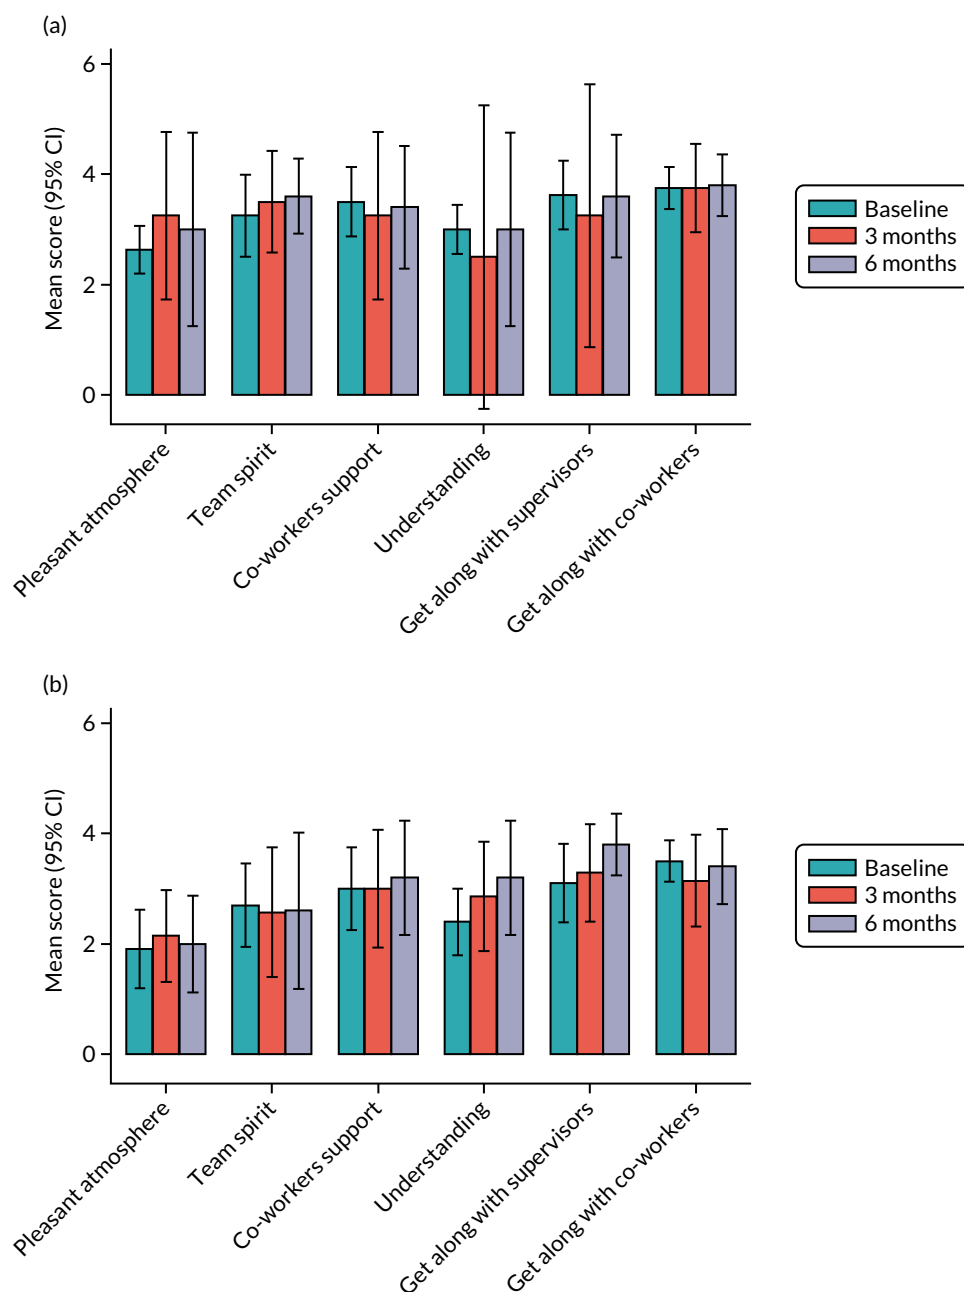 (a)
6
4
2
0
Mean score (95% CI)
Pleasant atmosphere
Team spirit
Co-workers support
Understanding
Get along with supervisors
Get along with co-workers
Baseline
3 months
6 months
(b)
6
4
2
0
Mean score (95% CI)
Pleasant atmosphere
Team spirit
Co-workers support
Understanding
Get along with supervisors
Get along with co-workers
Baseline
3 months
6 months